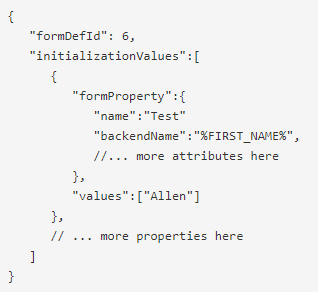 {
   "formDefId": 6,
   "initializationValues":[
      {
         "formProperty":{
            "name":"Test"
            "backendName":"%FIRST_NAME%",
            //... more attributes here
         },
         "values":["Allen"]
      },
      // ... more properties here
   ]
}